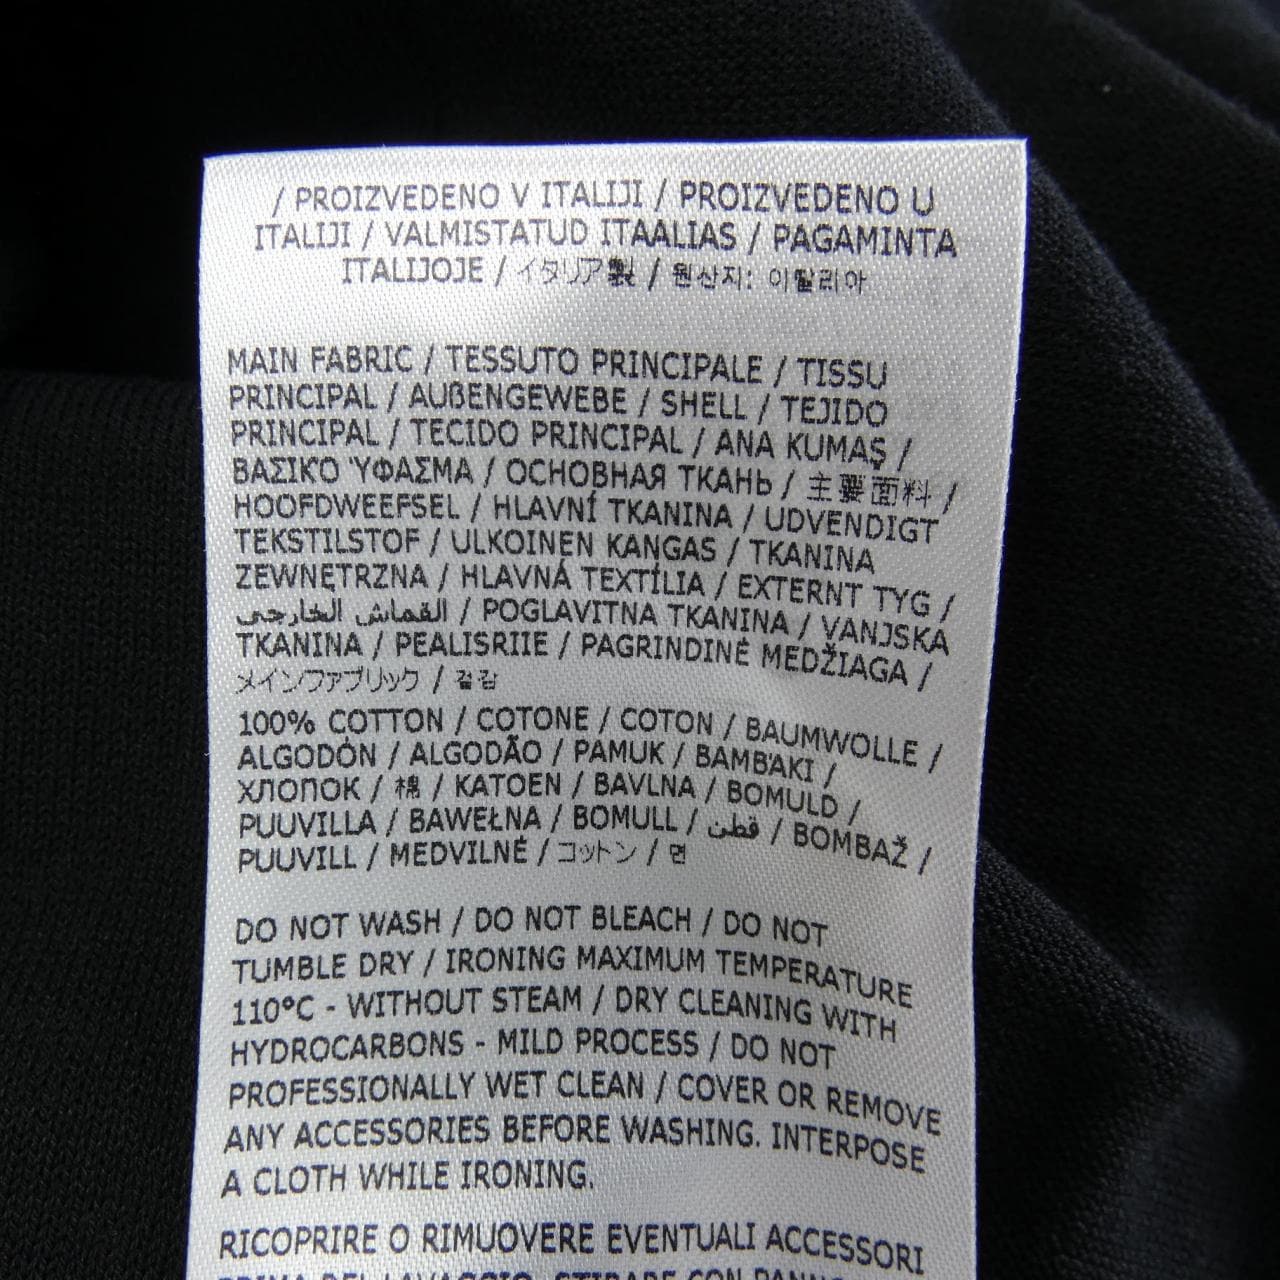 / PROIZVEDENO V ITALIJI / PROIZVEDENO U
ITALIJI / VALMISTATUD ITAALIAS / PAGAMINTA
ITALIJOJE / イタリア製 / 원산지: 이탈리아
MAIN FABRIC / TESSUTO PRINCIPALE / TISSU
PRINCIPAL / AUßENGEWEBE / SHELL / TEJIDO
PRINCIPAL / TECIDO PRINCIPAL / ANA KUMAŞ /
ΒΑΣΙΚΌ ΎΦΑΣΜΑ / ОСНОВНАЯ ТКАНЬ / 主要面料 /
HOOFDWEEFSEL / HLAVNÍ TKANINA / UDVENDIGT
TEKSTILSTOF / ULKOINEN KANGAS / TKANINA
ZEWNĘTRZNA / HLAVNÁ TEXTÍLIA / EXTERNT TYG /
القماش الخارجي / POGLAVITNA TKANINA / VANJSKA
TKANINA / PEALISRIIE / PAGRINDINĖ MEDŽIAGA /
メインファブリック / 겉감
100% COTTON / COTONE / COTON / BAUMWOLLE /
ALGODÓN / ALGODÃO / PAMUK / ΒΑΜΒΆΚΙ /
ХЛОПОК / 棉 / KATOEN / BAVLNA / BOMULD /
PUUVILLA / BAWEŁNA / BOMULL / قطن / BOMBAŽ /
PUUVILL / MEDVILNĖ / コットン / 면
DO NOT WASH / DO NOT BLEACH / DO NOT
TUMBLE DRY / IRONING MAXIMUM TEMPERATURE
110°C - WITHOUT STEAM / DRY CLEANING WITH
HYDROCARBONS - MILD PROCESS / DO NOT
PROFESSIONALLY WET CLEAN / COVER OR REMOVE
ANY ACCESSORIES BEFORE WASHING. INTERPOSE
A CLOTH WHILE IRONING.
RICOPRIRE O RIMUOVERE EVENTUALI ACCESSORI
PRIMA DEL LAVAGGIO. STIRARE CON PANNO